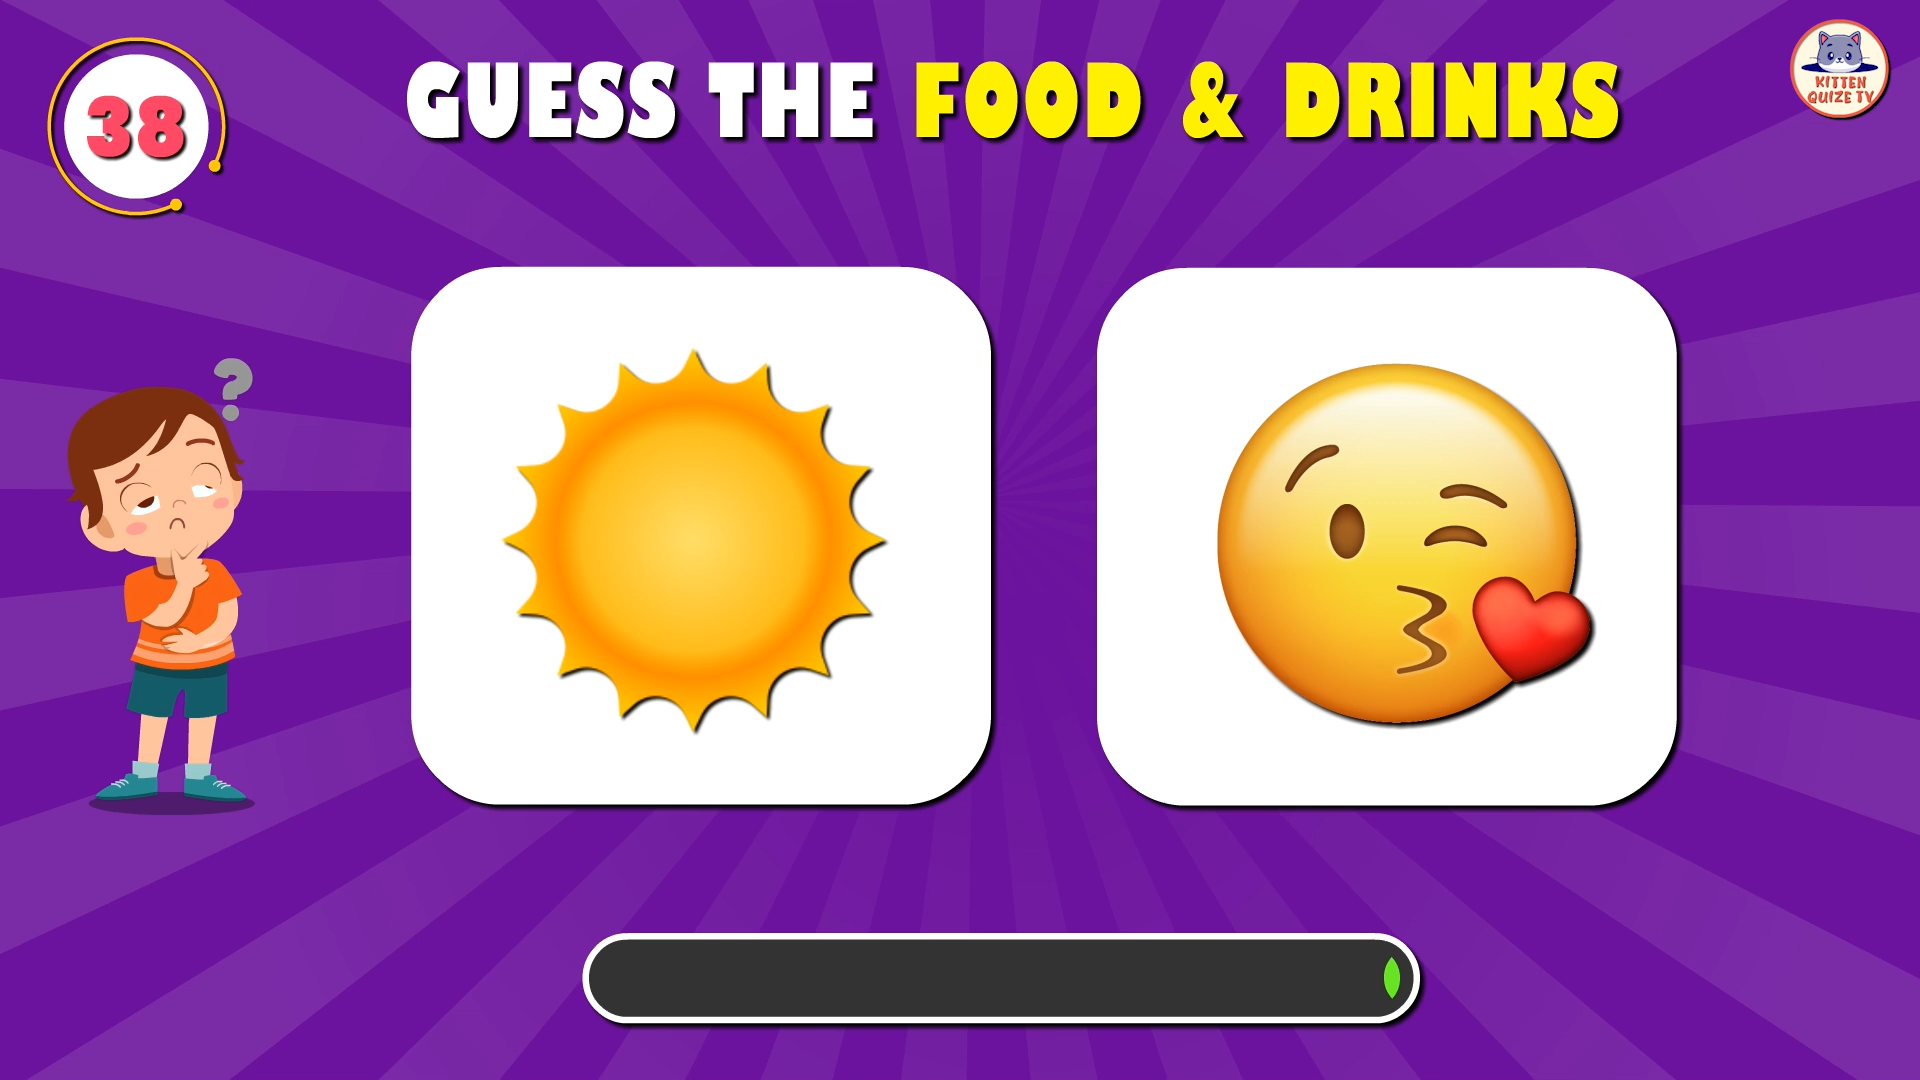 38
GUESS THE FOOD & DRINKS
KITTEN
QUIZE TV
?